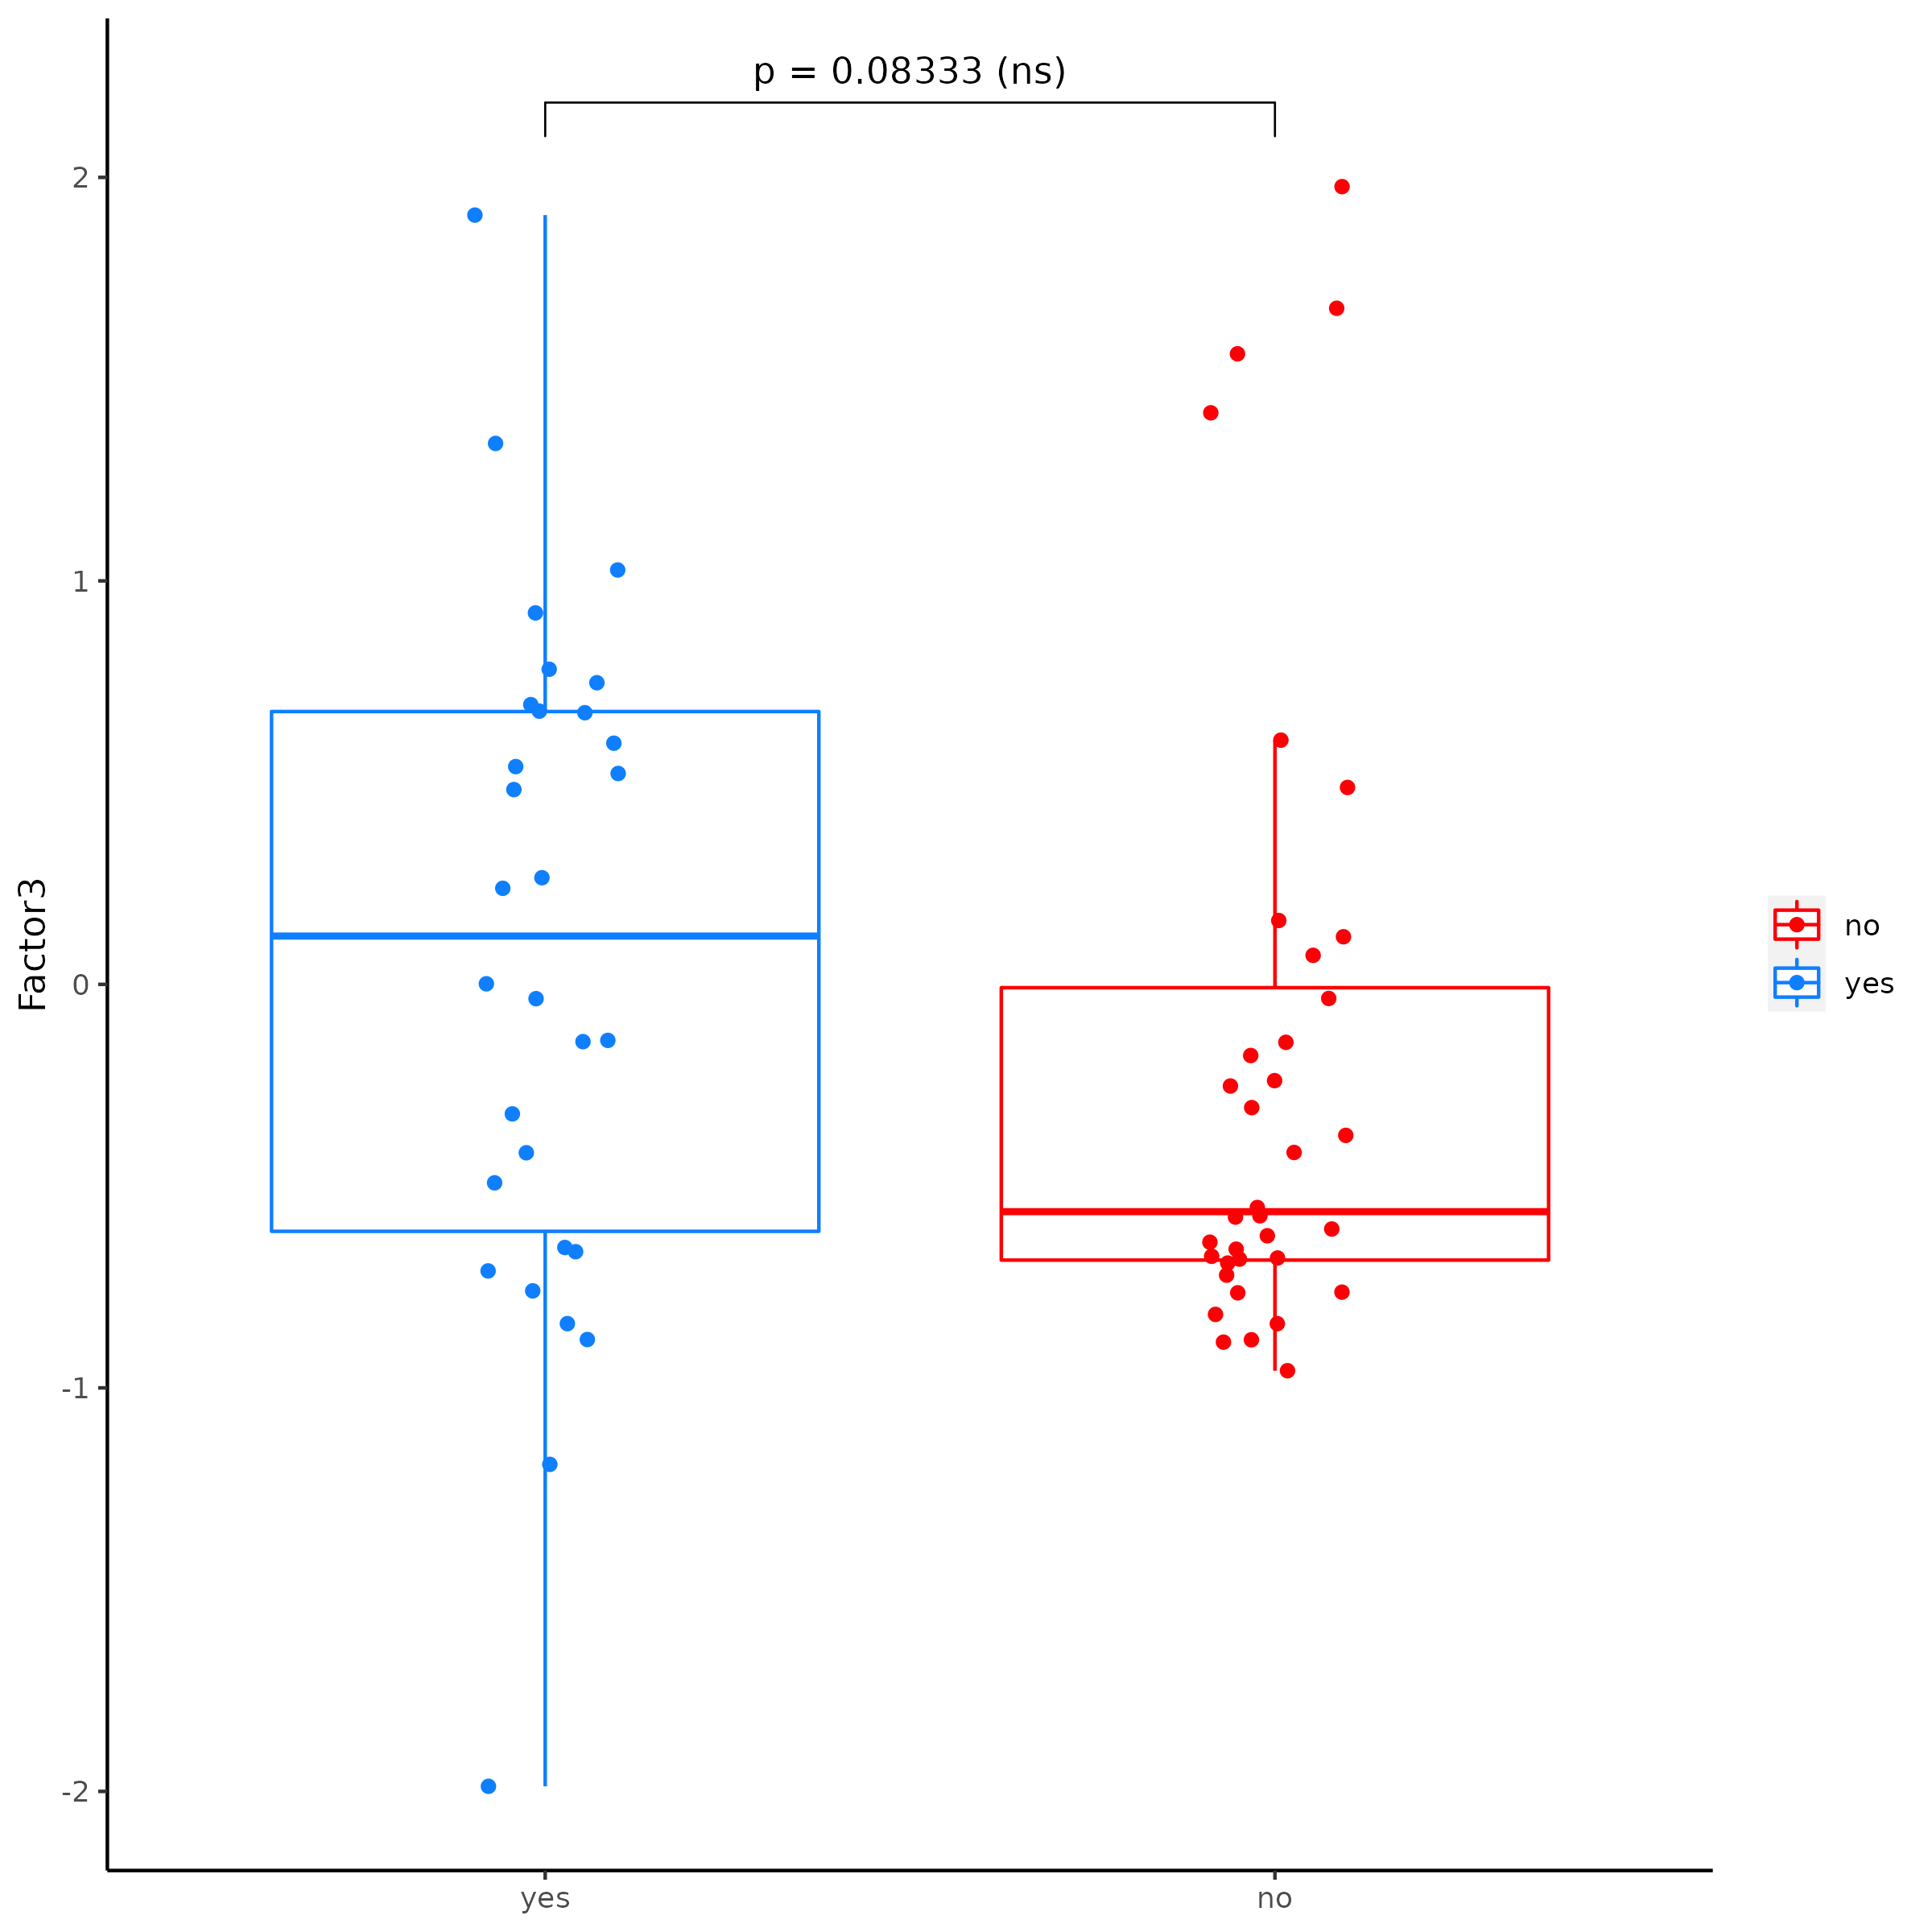 p = 0.08333 (ns)
2
1
0
-1
-2
Factor3
yes
no
no
yes